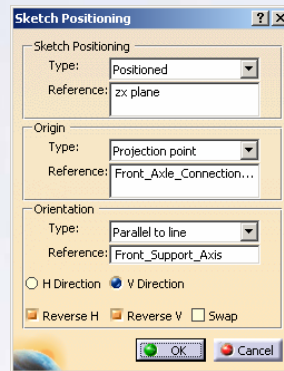 Sketch Positioning
Sketch Positioning
Type: Positioned
Reference: zx plane
Origin
Type: Projection point
Reference: Front_Axle_Connection...
Orientation
Type: Parallel to line
Reference: Front_Support_Axis
H Direction V Direction
Reverse H Reverse V Swap
OK Cancel